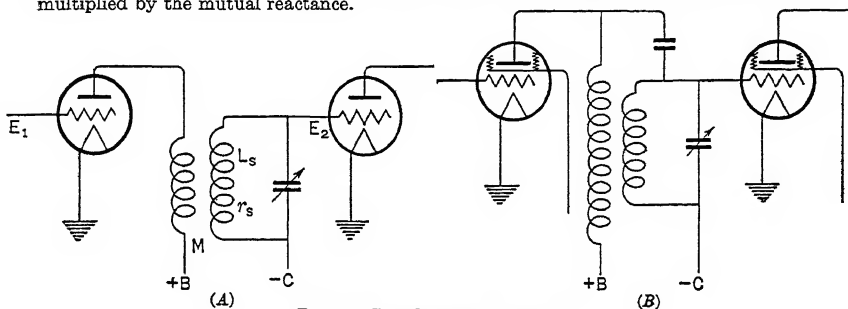 multiplied by the mutual reactance.
E₁
E₂
Lₛ
rₛ
M
+B
-C
+B
-C
(A)
(B)